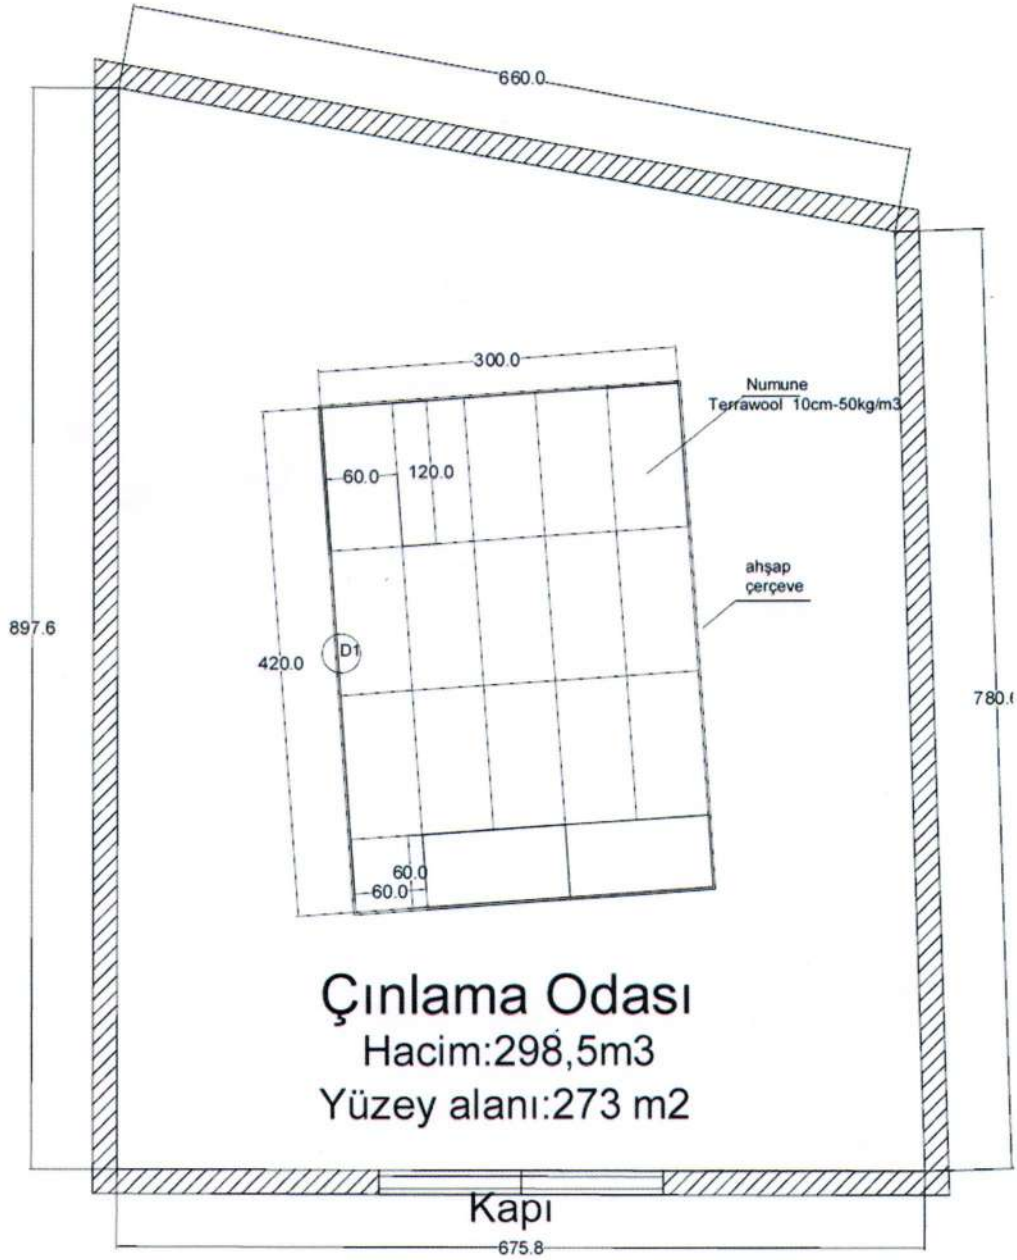 660.0
300.0
Numune
Terrawool 10cm-50kg/m3
60.0
120.0
ahşap
çerçeve
897.6
D1
420.0
780.6
60.0
60.0
Çınlama Odası
Hacim:298,5m3
Yüzey alanı:273 m2
Kapı
675.8